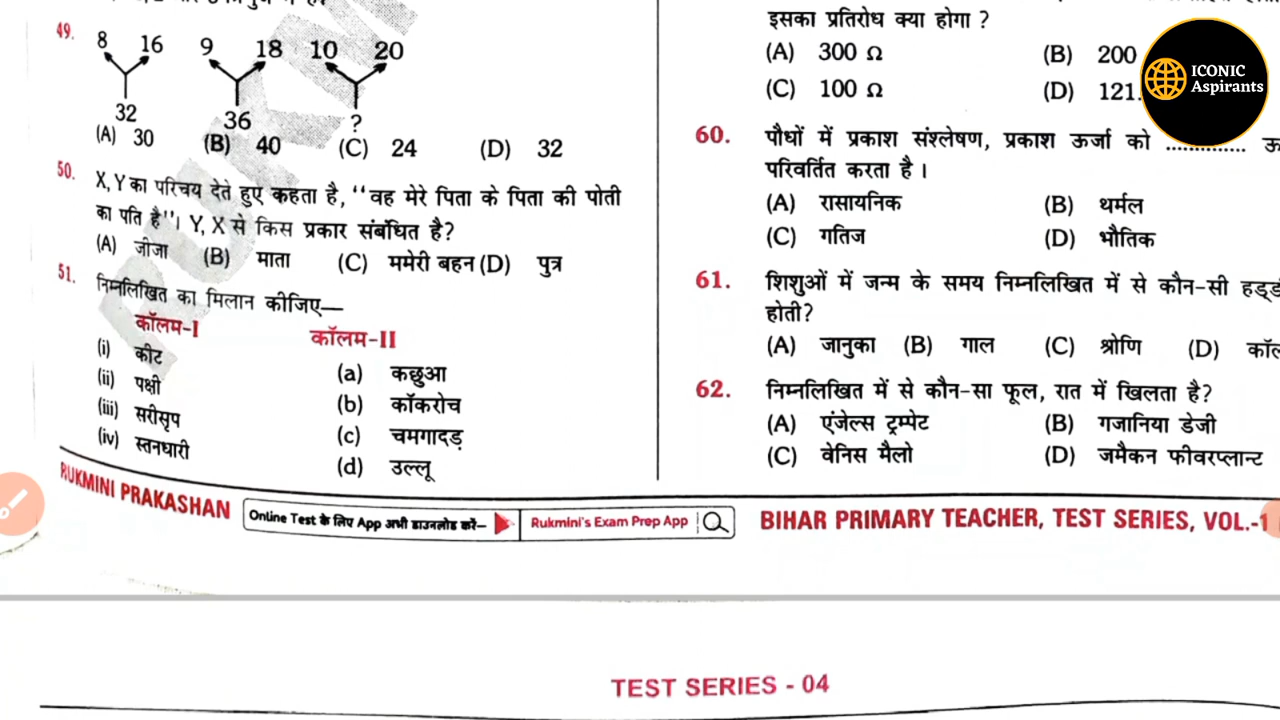 49.
8 16 9 18 10 20
32 36 ?
(A) 30 (B) 40 (C) 24 (D) 32
50. X, Y का परिचय देते हुए कहता है, ‘‘वह मेरे पिता के पिता की पोती
का पति है’’। Y, X से किस प्रकार संबंधित है?
(A) जीजा (B) माता (C) ममेरी बहन (D) पुत्र
51. निम्नलिखित का मिलान कीजिए—
कॉलम-I कॉलम-II
(i) कीट (a) कछुआ
(ii) पक्षी (b) कॉकरोच
(iii) सरीसृप (c) चमगादड़
(iv) स्तनधारी (d) उल्लू
इसका प्रतिरोध क्या होगा ?
(A) 300 Ω (B) 200
(C) 100 Ω (D) 121.
ICONIC
Aspirants
60. पौधों में प्रकाश संश्लेषण, प्रकाश ऊर्जा को .............. ऊ
परिवर्तित करता है ।
(A) रासायनिक (B) थर्मल
(C) गतिज (D) भौतिक
61. शिशुओं में जन्म के समय निम्नलिखित में से कौन-सी हड्डी
होती?
(A) जानुका (B) गाल (C) श्रोणि (D) कॉल
62. निम्नलिखित में से कौन-सा फूल, रात में खिलता है?
(A) एंजेल्स ट्रम्पेट (B) गजानिया डेजी
(C) वेनिस मैलो (D) जमैकन फीवरप्लान्ट
RUKMINI PRAKASHAN Online Test के लिए App अभी डाउनलोड करें— Rukmini's Exam Prep App BIHAR PRIMARY TEACHER, TEST SERIES, VOL.-1
TEST SERIES - 04